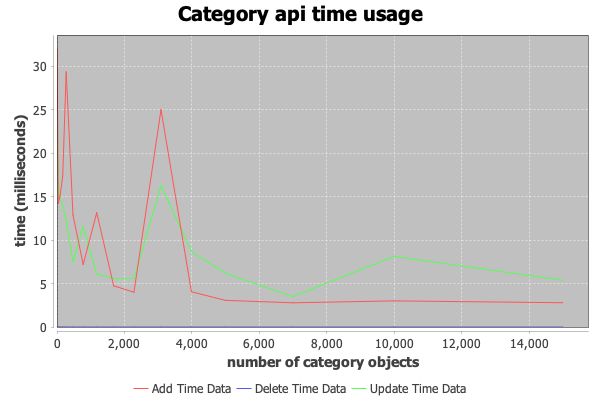 Category api time usage
time (milliseconds)
30
25
20
15
10
5
0
0 2,000 4,000 6,000 8,000 10,000 12,000 14,000
number of category objects
Add Time Data Delete Time Data Update Time Data